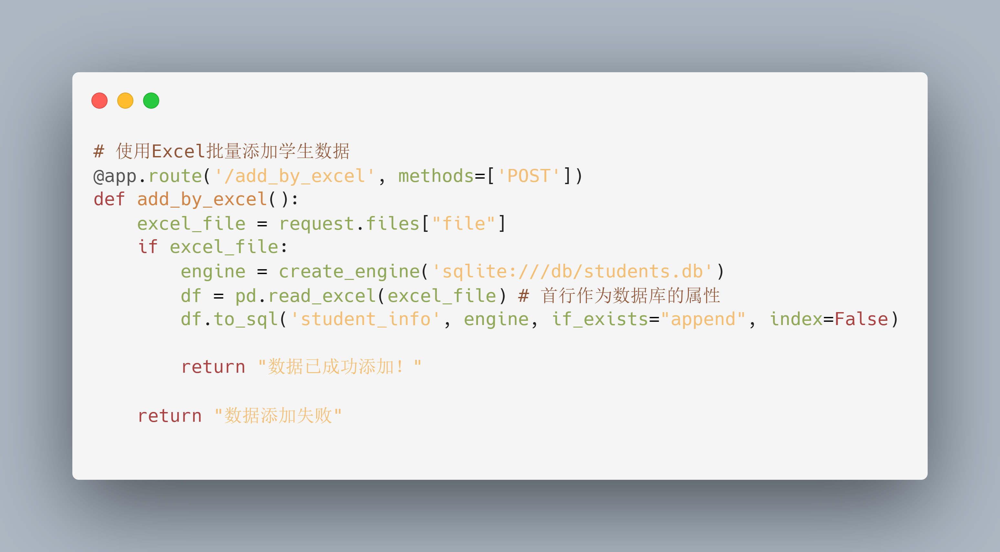 # 使用Excel批量添加学生数据
@app.route('/add_by_excel', methods=['POST'])
def add_by_excel():
    excel_file = request.files["file"]
    if excel_file:
        engine = create_engine('sqlite:///db/students.db')
        df = pd.read_excel(excel_file) # 首行作为数据库的属性
        df.to_sql('student_info', engine, if_exists="append", index=False)
        return "数据已成功添加！"
    return "数据添加失败"